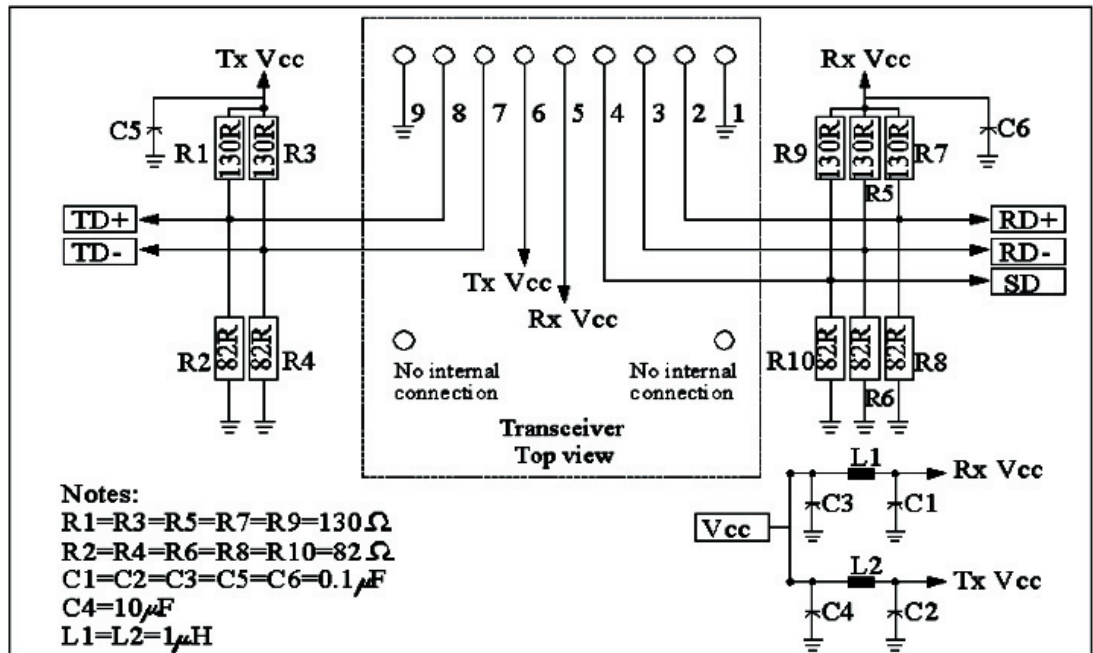 Tx Vcc
C5
R1
130R
130R
R3
TD+
TD-
R2
82R
82R
R4
9 8 7 6 5 4 3 2 1
Tx Vcc
Rx Vcc
No internal
connection
No internal
connection
Transceiver
Top view
Rx Vcc
C6
R9
130R
130R
130R
R7
R5
RD+
RD-
SD
R10
82R
82R
82R
R8
R6
Notes:
R1=R3=R5=R7=R9=130Ω
R2=R4=R6=R8=R10=82Ω
C1=C2=C3=C5=C6=0.1μF
C4=10μF
L1=L2=1μH
Vcc
L1
C3
C1
Rx Vcc
L2
C4
C2
Tx Vcc